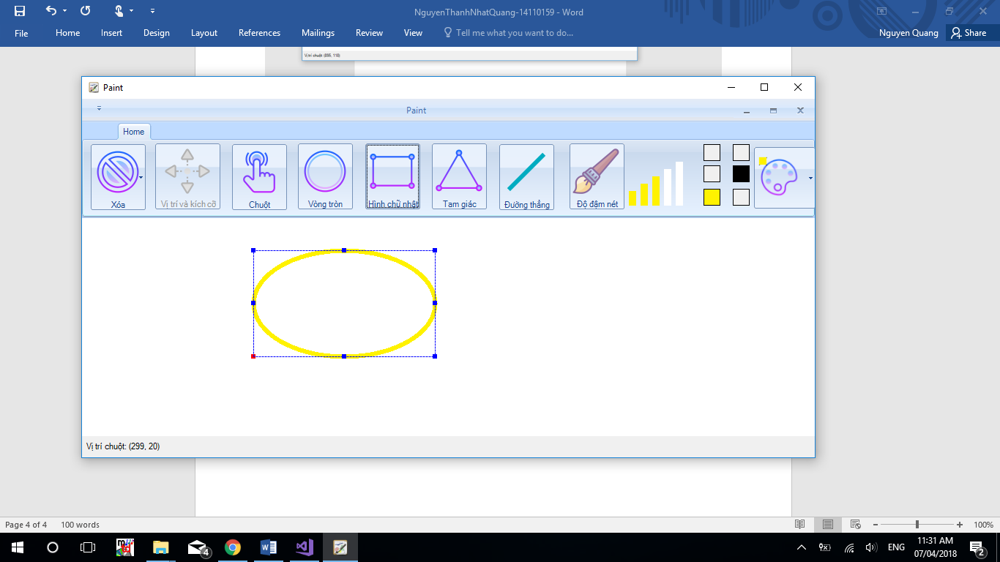 NguyenThanhNhatQuang-14110159 - Word
File Home Insert Design Layout References Mailings Review View Tell me what you want to do... Nguyen Quang Share
Vị trí chuột: (895, 118)
Paint
Paint
Home
Xóa Vị trí và kích cỡ Chuột Vòng tròn Hình chữ nhật Tam giác Đường thẳng Độ đậm nét
Vị trí chuột: (299, 20)
Page 4 of 4 100 words 100%
4 ENG 11:31 AM
07/04/2018 2